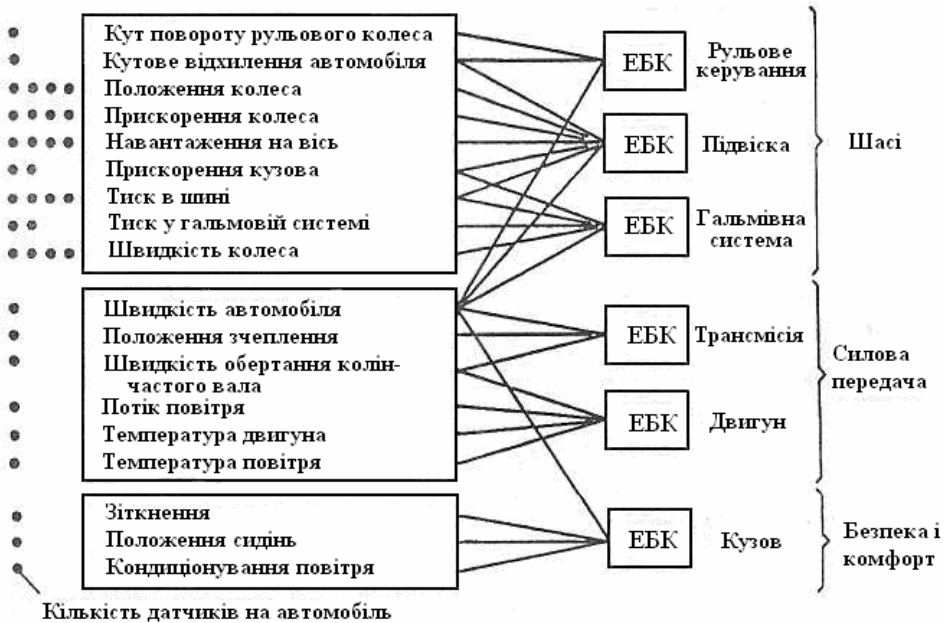 Кут повороту рульового колеса
Кутове відхилення автомобіля
Положення колеса
Прискорення колеса
Навантаження на вісь
Прискорення кузова
Тиск в шині
Тиск у гальмовій системі
Швидкість колеса
Швидкість автомобіля
Положення зчеплення
Швидкість обертання колін-
частого вала
Потік повітря
Температура двигуна
Температура повітря
Зіткнення
Положення сидінь
Кондиціонування повітря
Кількість датчиків на автомобіль
ЕБК
Рульове
керування
ЕБК
Підвіска
ЕБК
Гальмівна
система
ЕБК
Трансмісія
ЕБК
Двигун
ЕБК
Кузов
Шасі
Силова
передача
Безпека і
комфорт